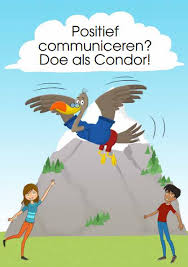 Positief
communiceren?
Doe als Condor!